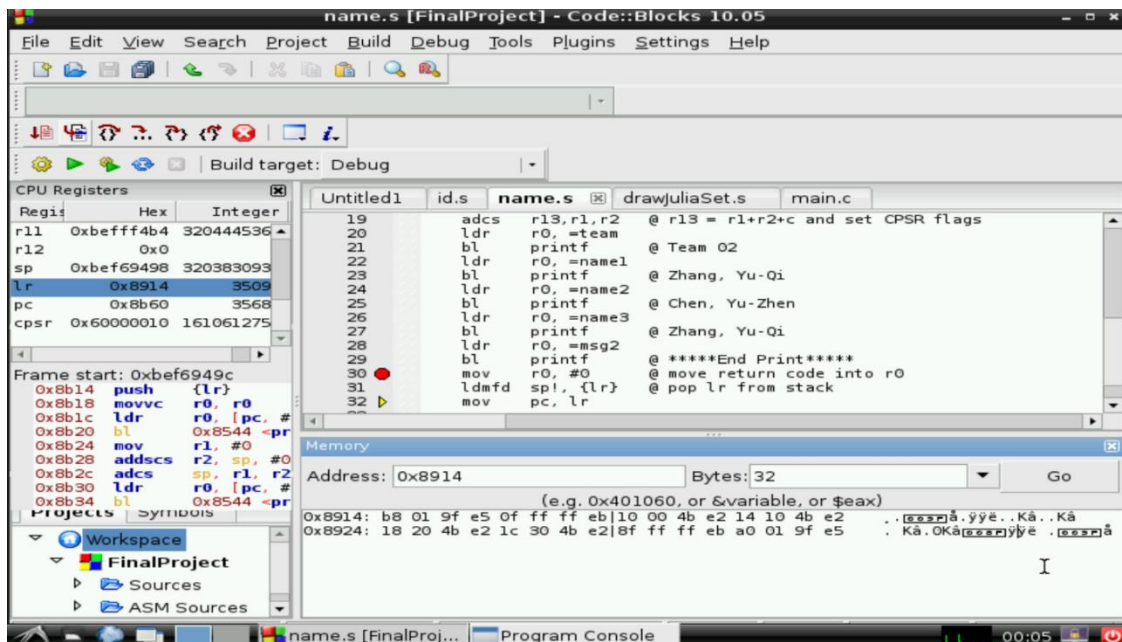 name.s [FinalProject] - Code::Blocks 10.05
File Edit View Search Project Build Debug Tools Plugins Settings Help
Build target: Debug
CPU Registers
Regis Hex Integer
r11 0xbefff4b4 320444536
r12 0x0
sp 0xbef69498 320383093
lr 0x8914 3509
pc 0x8b60 3568
cpsr 0x60000010 161061275
Frame start: 0xbef6949c
0x8b14 push {lr}
0x8b18 movvc r0, r0
0x8b1c ldr r0, [pc, #
0x8b20 bl 0x8544 <pr
0x8b24 mov r1, #0
0x8b28 addscs r2, sp, #0
0x8b2c adcs sp, r1, r2
0x8b30 ldr r0, [pc, #
0x8b34 bl 0x8544 <pr
Projects Symbols
Workspace
FinalProject
Sources
ASM Sources
Untitled1 id.s name.s drawJuliaSet.s main.c
19 adcs r13,r1,r2 @ r13 = r1+r2+c and set CPSR flags
20 ldr r0, =team
21 bl printf @ Team 02
22 ldr r0, =name1
23 bl printf @ Zhang, Yu-Qi
24 ldr r0, =name2
25 bl printf @ Chen, Yu-Zhen
26 ldr r0, =name3
27 bl printf @ Zhang, Yu-Qi
28 ldr r0, =msg2
29 bl printf @ *****End Print*****
30 mov r0, #0 @ move return code into r0
31 ldmfd sp!, {lr} @ pop lr from stack
32 mov pc, lr
Memory
Address: 0x8914 Bytes: 32 Go
(e.g. 0x401060, or &variable, or $eax)
0x8914: b8 01 9f e5 0f ff ff eb|10 00 4b e2 14 10 4b e2
0x8924: 18 20 4b e2 1c 30 4b e2|8f ff ff eb a0 01 9f e5
name.s [FinalProj... Program Console 00:05